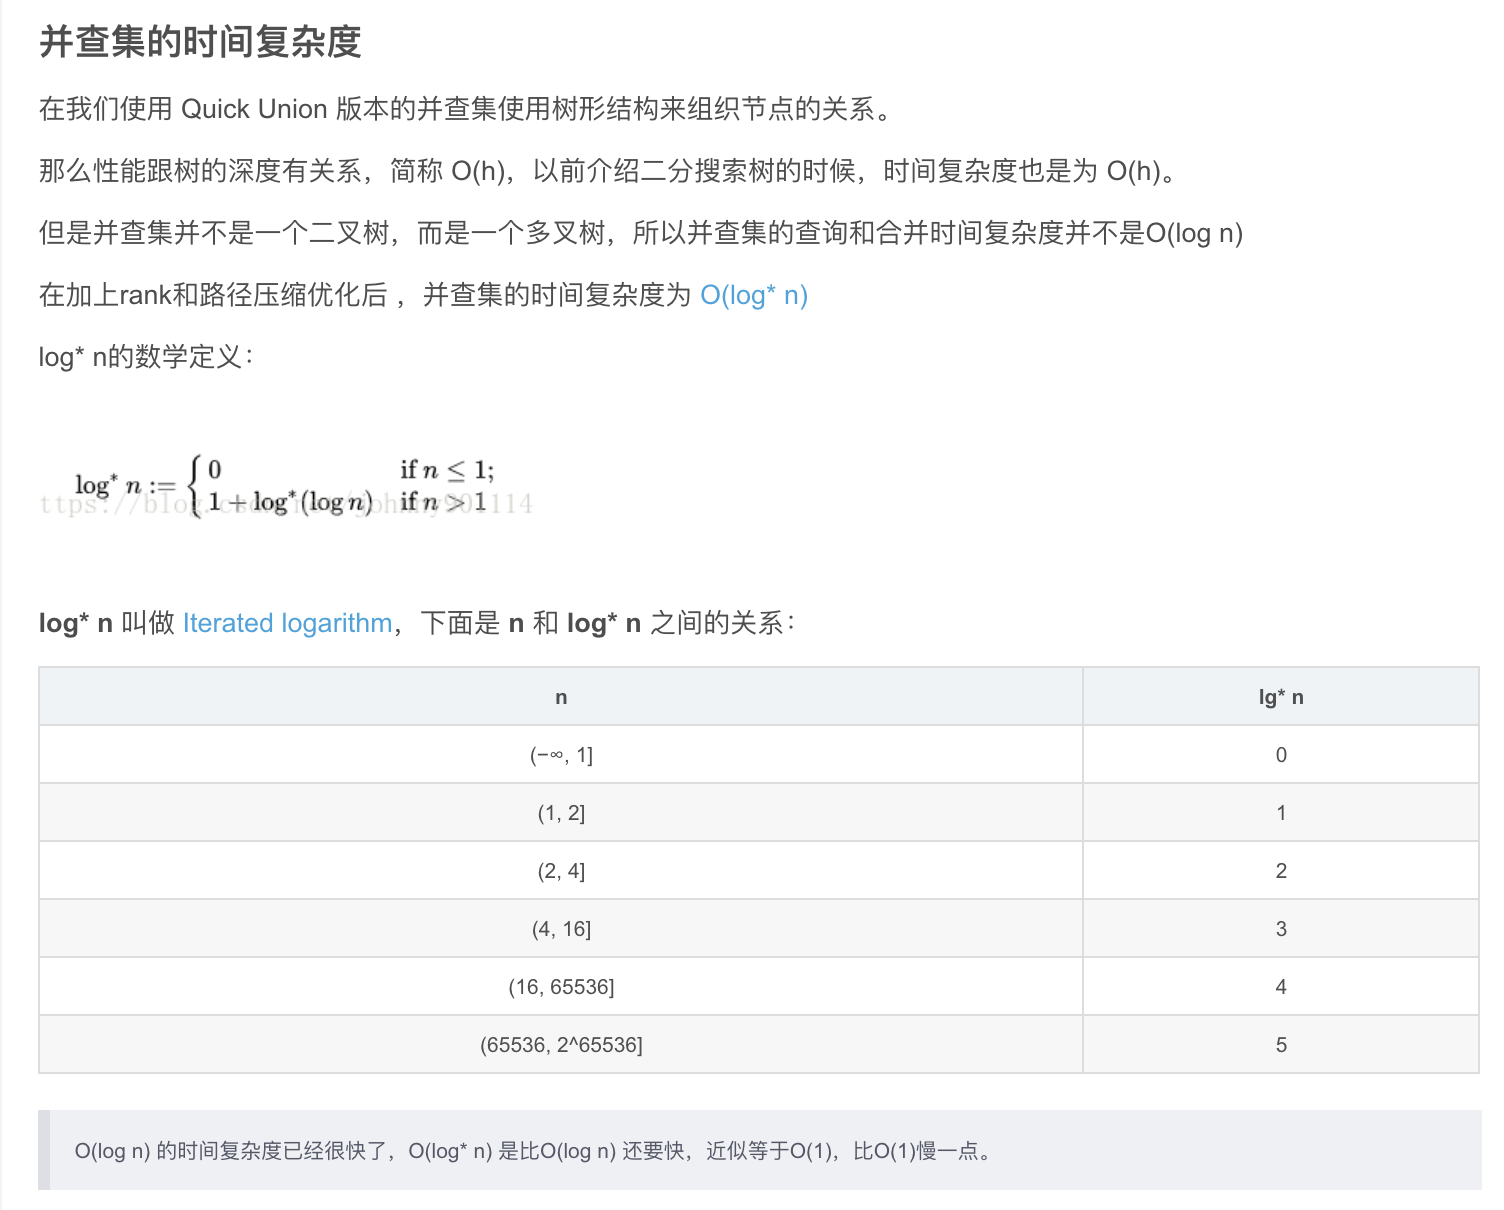 并查集的时间复杂度
在我们使用 Quick Union 版本的并查集使用树形结构来组织节点的关系。
那么性能跟树的深度有关系，简称 O(h)，以前介绍二分搜索树的时候，时间复杂度也是为 O(h)。
但是并查集并不是一个二叉树，而是一个多叉树，所以并查集的查询和合并时间复杂度并不是O(log n)
在加上rank和路径压缩优化后 ，并查集的时间复杂度为 O(log* n)
log* n的数学定义：
log* n := { 0 if n ≤ 1;
1 + log*(log n) if n > 1
log* n 叫做 Iterated logarithm，下面是 n 和 log* n 之间的关系：
n lg* n
(−∞, 1] 0
(1, 2] 1
(2, 4] 2
(4, 16] 3
(16, 65536] 4
(65536, 2^65536] 5
O(log n) 的时间复杂度已经很快了，O(log* n) 是比O(log n) 还要快，近似等于O(1)，比O(1)慢一点。